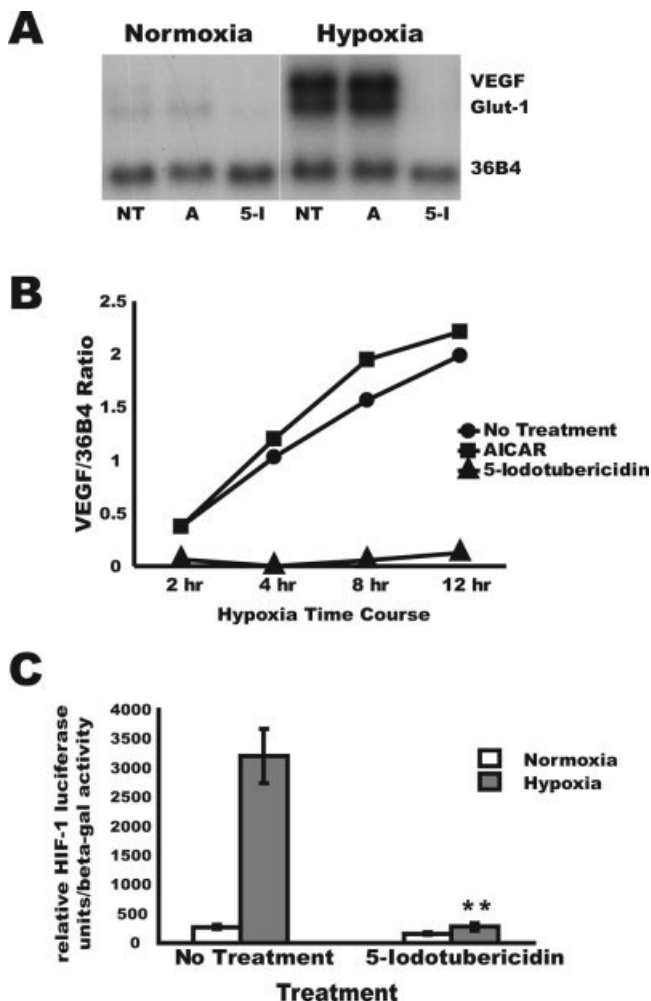 A
Normoxia Hypoxia
VEGF
Glut-1
36B4
NT A 5-I NT A 5-I
B
VEGF/36B4 Ratio
2.5
2
1.5
1
0.5
0
2 hr 4 hr 8 hr 12 hr
Hypoxia Time Course
No Treatment
AICAR
5-Iodotubericidin
C
relative HIF-1 luciferase
units/beta-gal activity
4000
3500
3000
2500
2000
1500
1000
500
0
Normoxia
Hypoxia
**
No Treatment 5-Iodotubericidin
Treatment